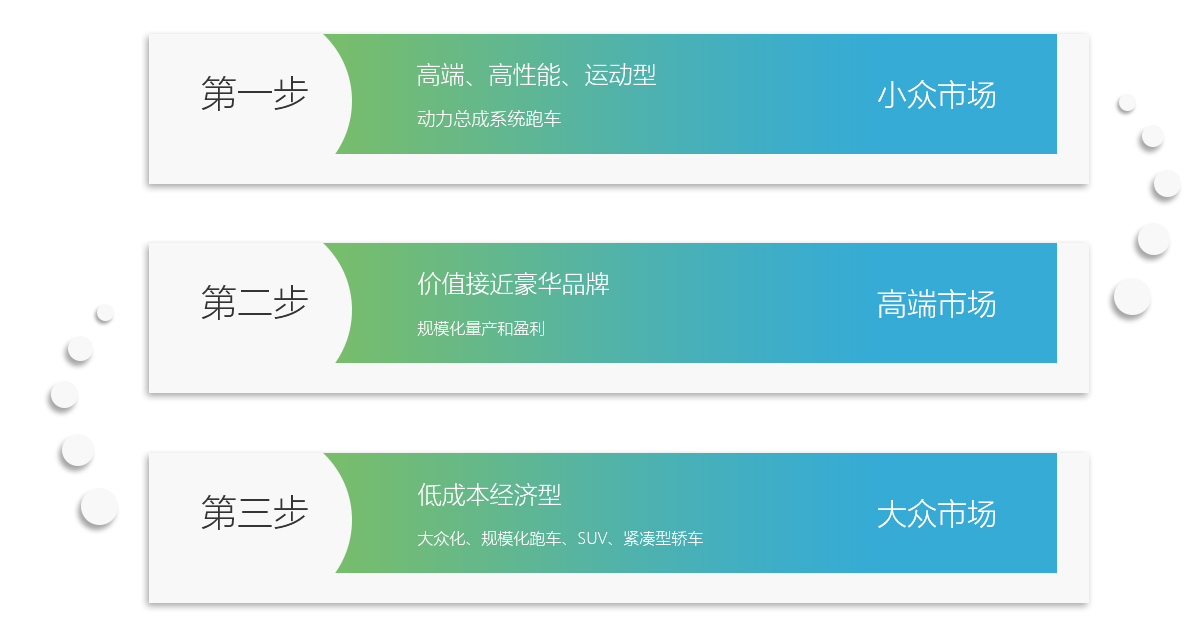 第一步
高端、高性能、运动型
动力总成系统跑车
小众市场
第二步
价值接近豪华品牌
规模化量产和盈利
高端市场
第三步
低成本经济型
大众化、规模化跑车、SUV、紧凑型轿车
大众市场